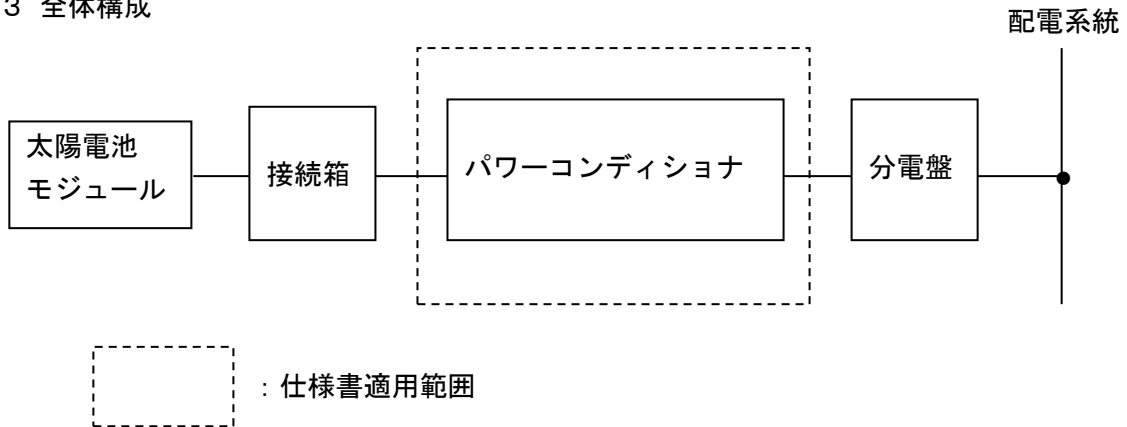 3 全体構成
配電系統
太陽電池
モジュール
接続箱
パワーコンディショナ
分電盤
：仕様書適用範囲